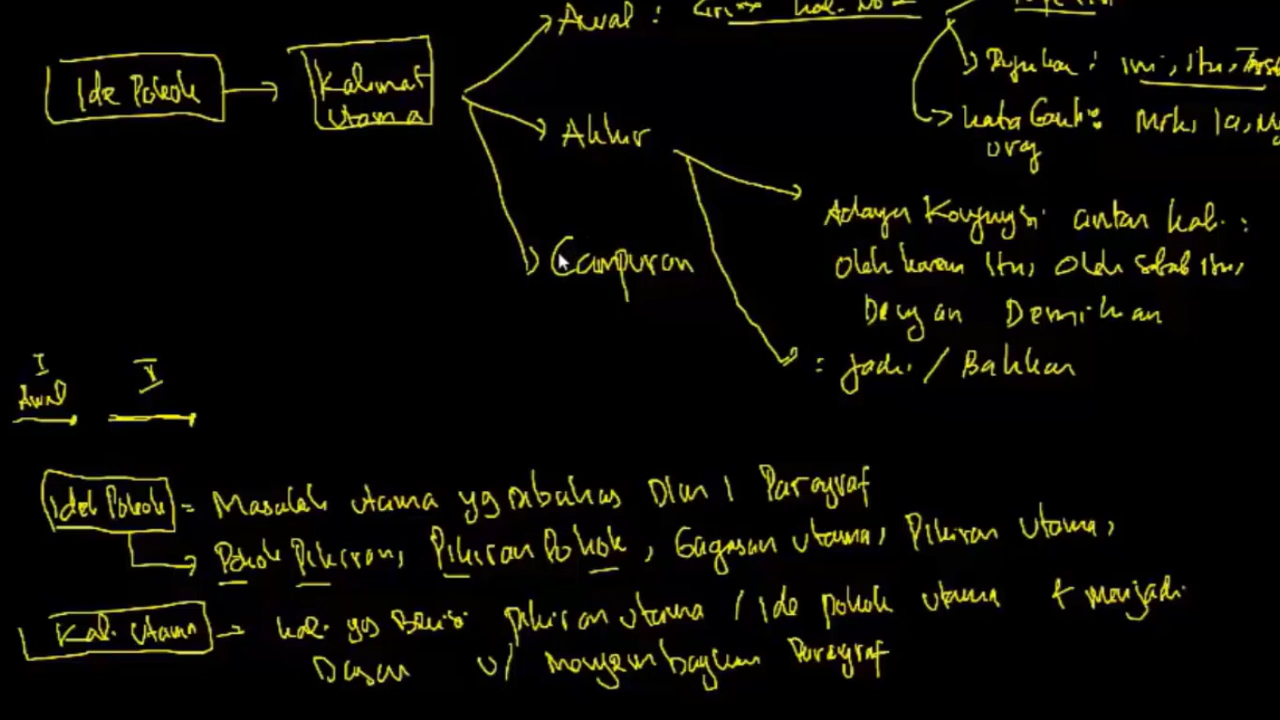 Awal :
Ide Pokok → Kalimat Utama
Rujukan : ini, itu,
Kata Ganti :
orag
Mrk, Ia,
Akhir
Adanya Konjungsi antar kal. :
Oleh karena itu, Oleh sebab itu,
Dengan Demikian
Campuran
: Jadi / Bahkan
I
Awal
Ide Pokok = Masalah utama yg dibahas Dlm 1 Paragraf
→ Pokok Pikiran, Pikiran Pokok, Gagasan utama, Pikiran utama,
Kal. Utama → kal. yg Berisi pikiran utama / Ide pokok utama + menjadi
Dasar u/ mengembangkan Paragraf